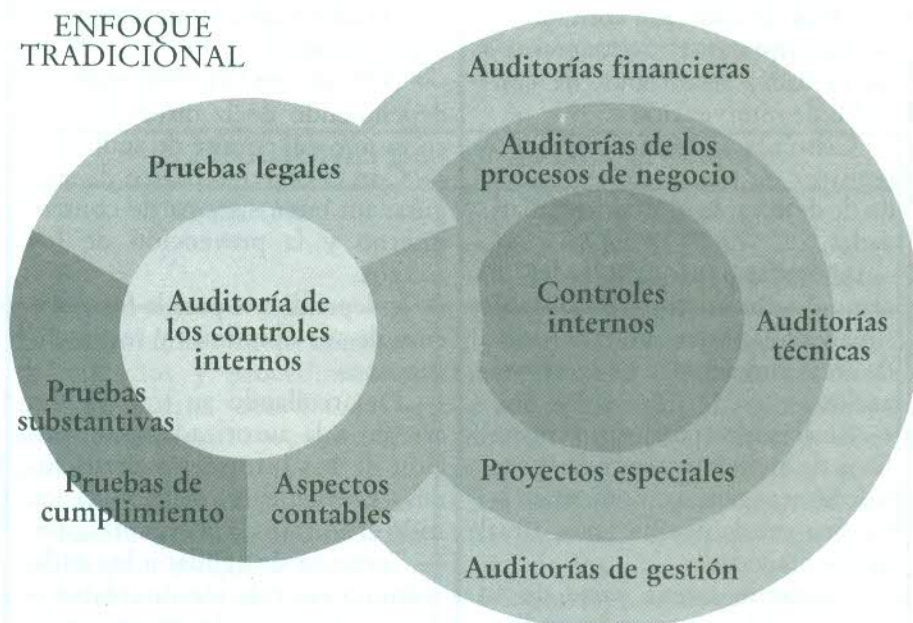 ENFOQUE
TRADICIONAL
Auditorías financieras
Pruebas legales
Auditorías de los
procesos de negocio
Auditoría de
los controles
internos
Controles
internos
Auditorías
técnicas
Pruebas
substantivas
Pruebas de
cumplimiento
Aspectos
contables
Proyectos especiales
Auditorías de gestión